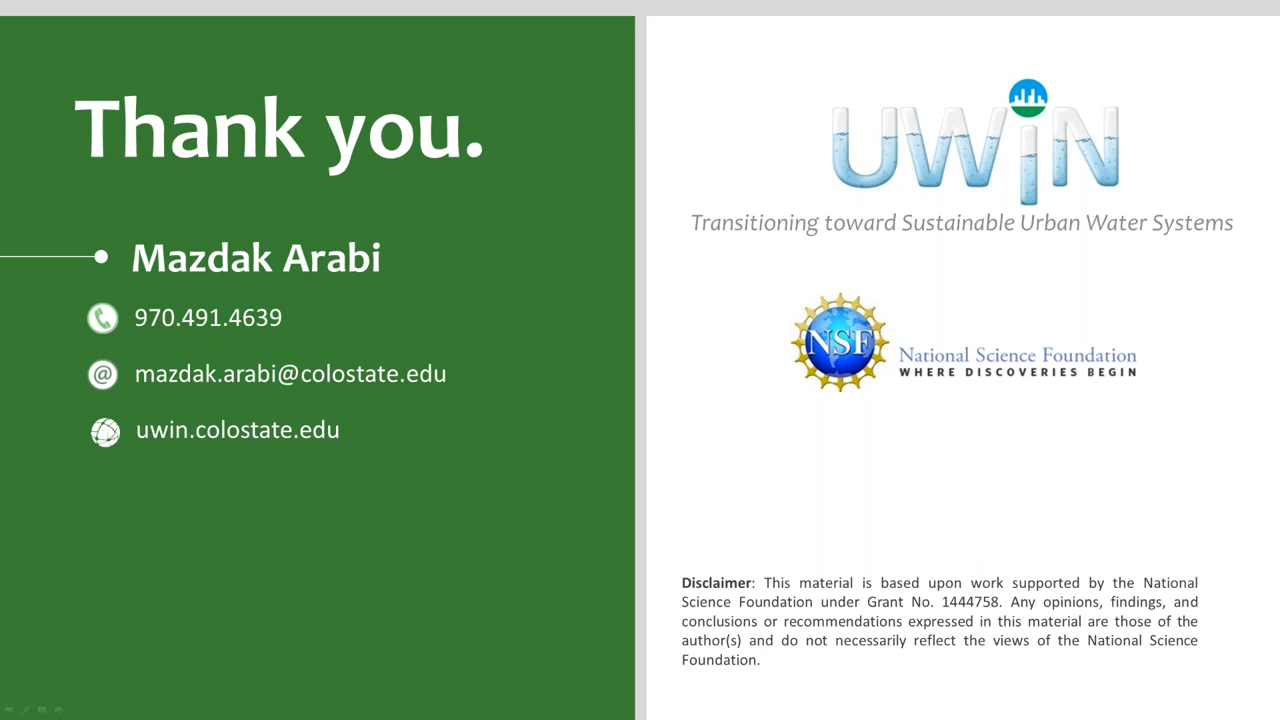 Thank you.
Mazdak Arabi
970.491.4639
@ mazdak.arabi@colostate.edu
uwin.colostate.edu
UWiN
Transitioning toward Sustainable Urban Water Systems
NSF
National Science Foundation
WHERE DISCOVERIES BEGIN
Disclaimer: This material is based upon work supported by the National
Science Foundation under Grant No. 1444758. Any opinions, findings, and
conclusions or recommendations expressed in this material are those of the
author(s) and do not necessarily reflect the views of the National Science
Foundation.